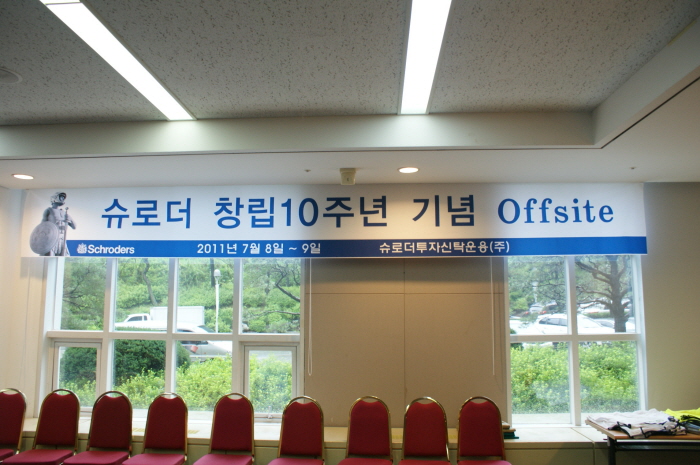 슈로더 창립10주년 기념 Offsite
Schroders 2011년 7월 8일 ~ 9일 슈로더투자신탁운용(주)